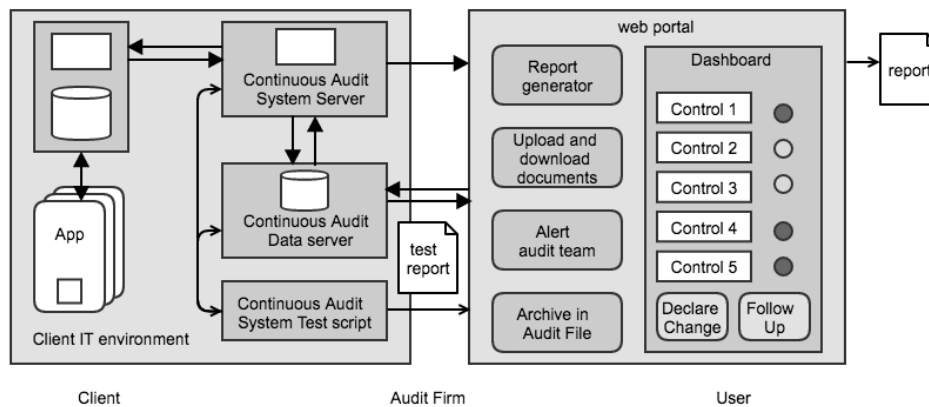 App
Client IT environment
Continuous Audit
System Server
Continuous Audit
Data server
Continuous Audit
System Test script
test
report
web portal
Report
generator
Upload and
download
documents
Alert
audit team
Archive in
Audit File
Dashboard
Control 1
Control 2
Control 3
Control 4
Control 5
Declare
Change
Follow
Up
report
Client
Audit Firm
User